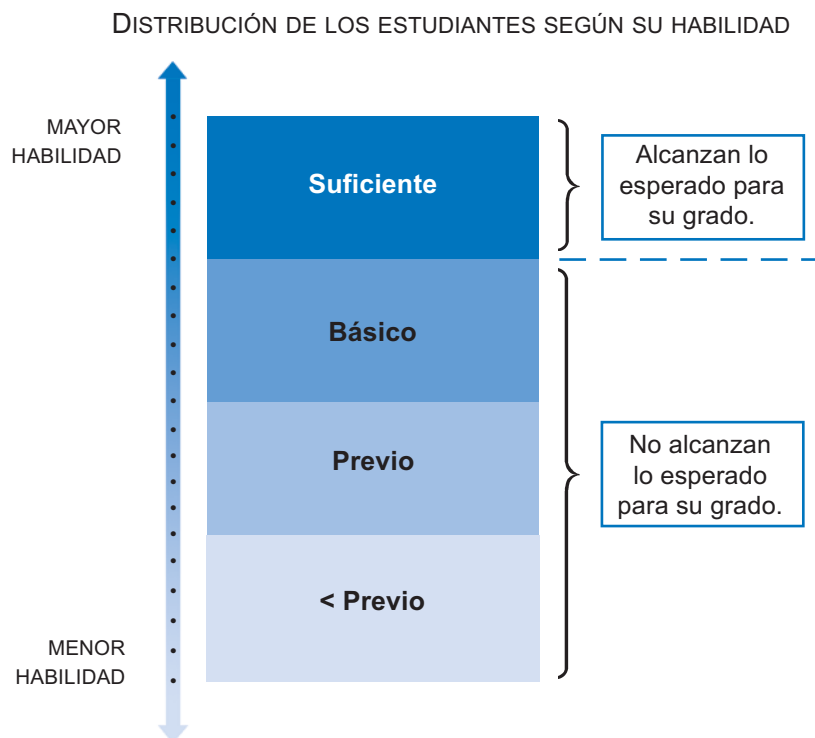 DISTRIBUCIÓN DE LOS ESTUDIANTES SEGÚN SU HABILIDAD
MAYOR
HABILIDAD
Suficiente
Alcanzan lo
esperado para
su grado.
Básico
Previo
No alcanzan
lo esperado
para su grado.
< Previo
MENOR
HABILIDAD